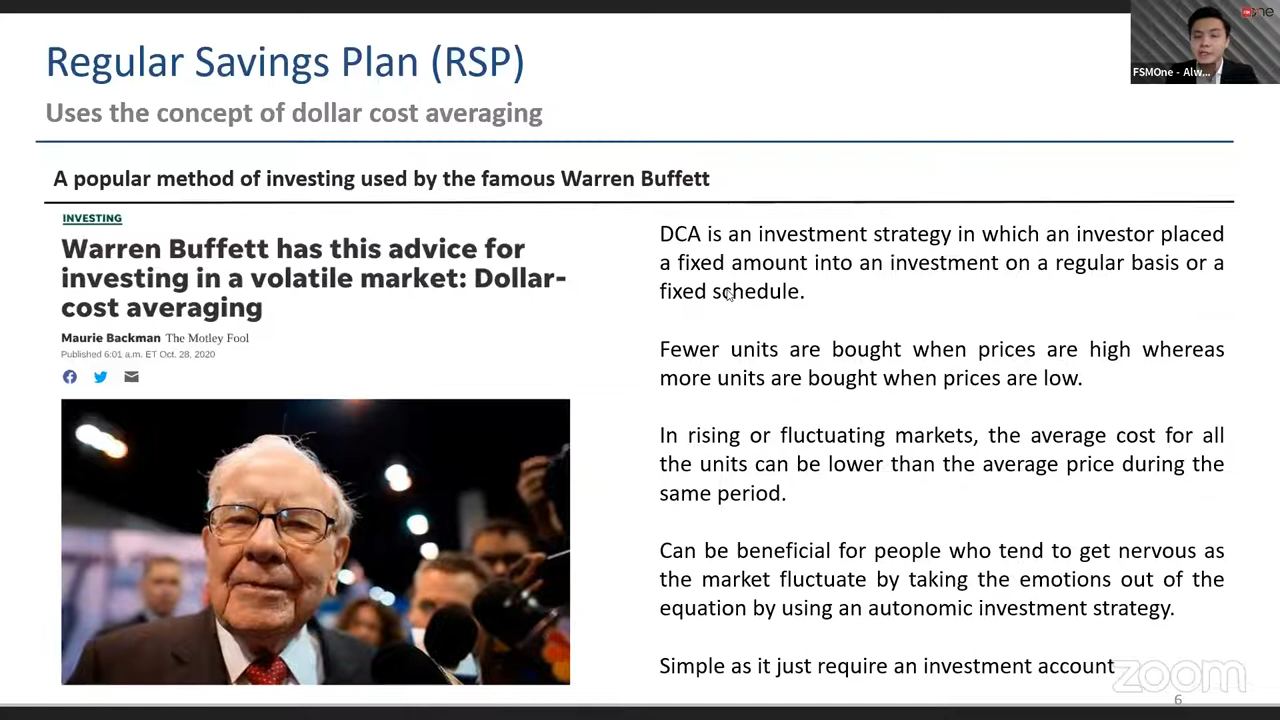 Regular Savings Plan (RSP)
Uses the concept of dollar cost averaging
FSMOne - Alw...
A popular method of investing used by the famous Warren Buffett
INVESTING
Warren Buffett has this advice for
investing in a volatile market: Dollar-
cost averaging
Maurie Backman The Motley Fool
Published 6:01 a.m. ET Oct. 28, 2020
DCA is an investment strategy in which an investor placed
a fixed amount into an investment on a regular basis or a
fixed schedule.
Fewer units are bought when prices are high whereas
more units are bought when prices are low.
In rising or fluctuating markets, the average cost for all
the units can be lower than the average price during the
same period.
Can be beneficial for people who tend to get nervous as
the market fluctuate by taking the emotions out of the
equation by using an autonomic investment strategy.
Simple as it just require an investment account
zoom
6